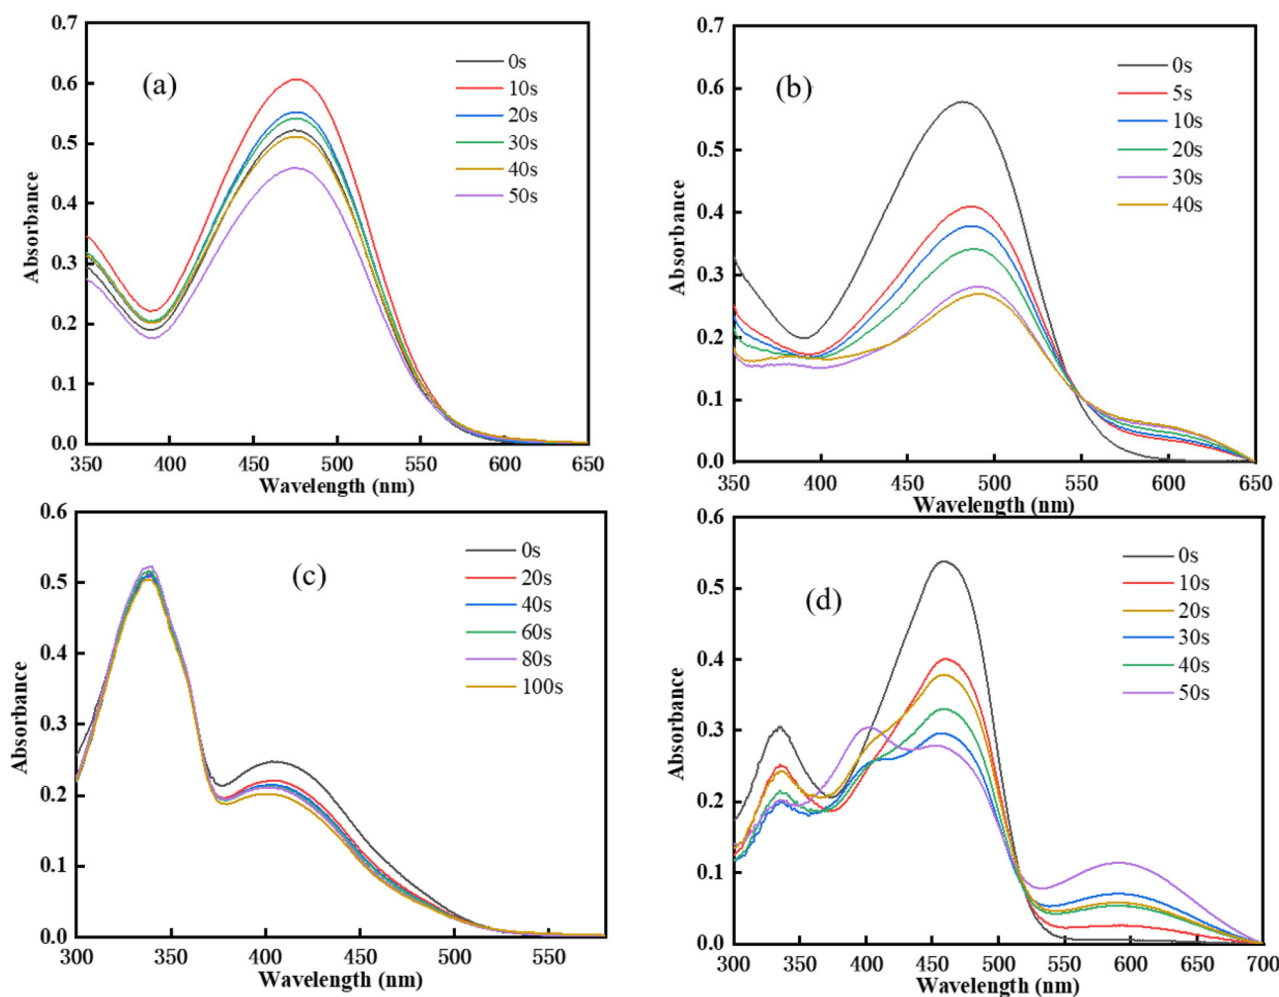 (a)
0s
10s
20s
30s
40s
50s
Absorbance
0.7
0.6
0.5
0.4
0.3
0.2
0.1
0.0
350 400 450 500 550 600 650
Wavelength (nm)
(b)
0s
5s
10s
20s
30s
40s
Absorbance
0.7
0.6
0.5
0.4
0.3
0.2
0.1
0.0
350 400 450 500 550 600 650
Wavelength (nm)
(c)
0s
20s
40s
60s
80s
100s
Absorbance
0.6
0.5
0.4
0.3
0.2
0.1
0.0
300 350 400 450 500 550
Wavelength (nm)
(d)
0s
10s
20s
30s
40s
50s
Absorbance
0.6
0.5
0.4
0.3
0.2
0.1
0.0
300 350 400 450 500 550 600 650 700
Wavelength (nm)